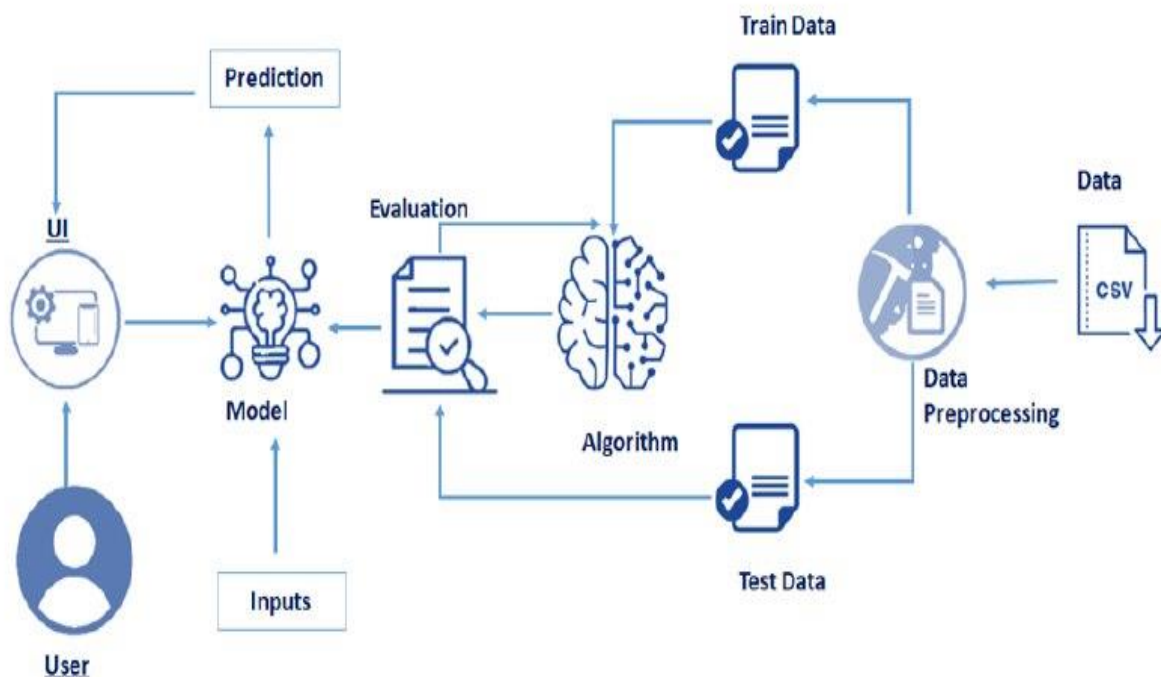 Train Data
Prediction
Data
Evaluation
UI
CSV
Data
Preprocessing
Model
Algorithm
Test Data
Inputs
User